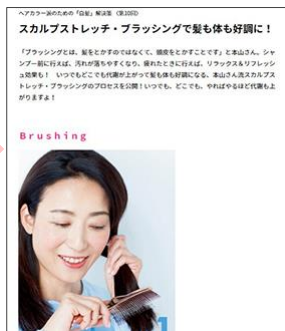 ヘアカラー派のための「白髪」解決策 〈第10回〉
スカルプストレッチ・ブラッシングで髪も体も好調に！
「ブラッシングとは、髪をとかすのではなくて、頭皮をとかすことです」と本山さん。シャ
ンプー前に行えば、汚れが落ちやすくなり、疲れたときに行えば、リラックス＆リフレッシ
ュ効果も！　いつでもどこでも代謝が上がって髪も体も好調になる、本山さん流スカルプス
トレッチ・ブラッシングのプロセスを公開！いつでも、どこでも、やればやるほど代謝も上
がりますよ！
Brushing
1